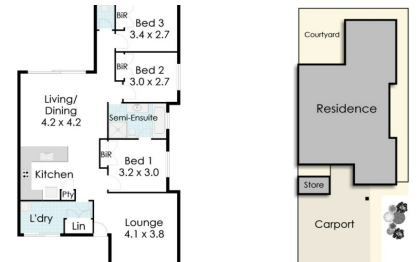 BiR
Bed 3
3.4 x 2.7
BiR
Bed 2
3.0 x 2.7
Living/
Dining
4.2 x 4.2
Semi-Ensuite
BiR
Bed 1
3.2 x 3.0
Kitchen
Pty
L'dry
Lin
Lounge
4.1 x 3.8
Courtyard
Residence
Store
Carport